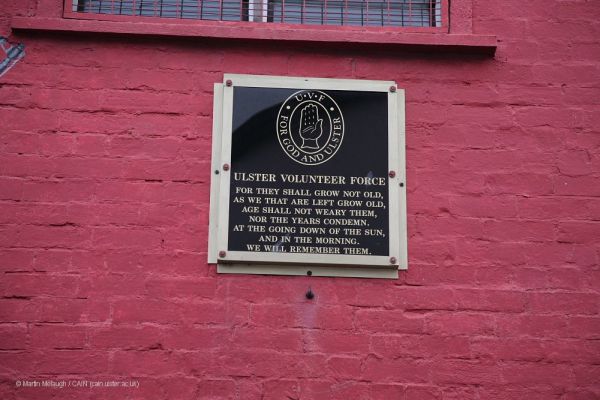 U·V·F
FOR GOD AND ULSTER
ULSTER VOLUNTEER FORCE
FOR THEY SHALL GROW NOT OLD,
AS WE THAT ARE LEFT GROW OLD,
AGE SHALL NOT WEARY THEM,
NOR THE YEARS CONDEMN.
AT THE GOING DOWN OF THE SUN,
AND IN THE MORNING.
WE WILL REMEMBER THEM.
© Martin Melaugh / CAIN (cain.ulster.ac.uk)